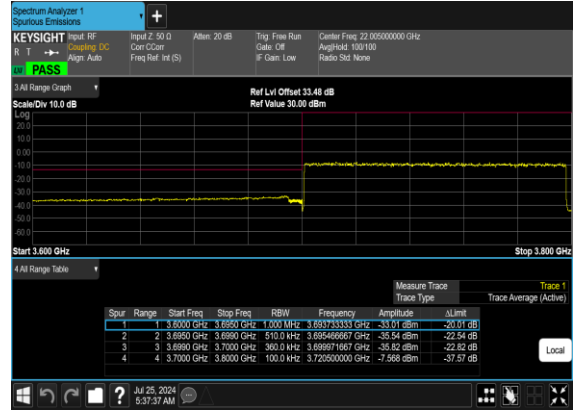 Spectrum Analyzer 1
Spurious Emissions
+
KEYSIGHT Input: RF Input Z: 50 Ω Atten: 20 dB Trig: Free Run Center Freq: 22.005000000 GHz
R T Coupling: DC Corr CCorr Gate: Off Avg|Hold: 100/100
Align: Auto Freq Ref: Int (S) IF Gain: Low Radio Std: None
PASS
3 All Range Graph
Ref Lvl Offset 33.48 dB
Scale/Div 10.0 dB Ref Value 30.00 dBm
Log
20.0
10.0
0.00
-10.0
-20.0
-30.0
-40.0
-50.0
-60.0
Start 3.600 GHz Stop 3.800 GHz
4 All Range Table
Measure Trace Trace 1
Trace Type Trace Average (Active)
Spur Range Start Freq Stop Freq RBW Frequency Amplitude ΔLimit
1 1 3.6000 GHz 3.6950 GHz 1.000 MHz 3.693733333 GHz -33.01 dBm -20.01 dB
2 2 3.6950 GHz 3.6990 GHz 510.0 kHz 3.695466667 GHz -35.54 dBm -22.54 dB
3 3 3.6990 GHz 3.7000 GHz 360.0 kHz 3.699971667 GHz -35.82 dBm -22.82 dB
4 4 3.7000 GHz 3.8000 GHz 100.0 kHz 3.720500000 GHz -7.568 dBm -37.57 dB
Local
?
Jul 25, 2024
5:37:37 AM